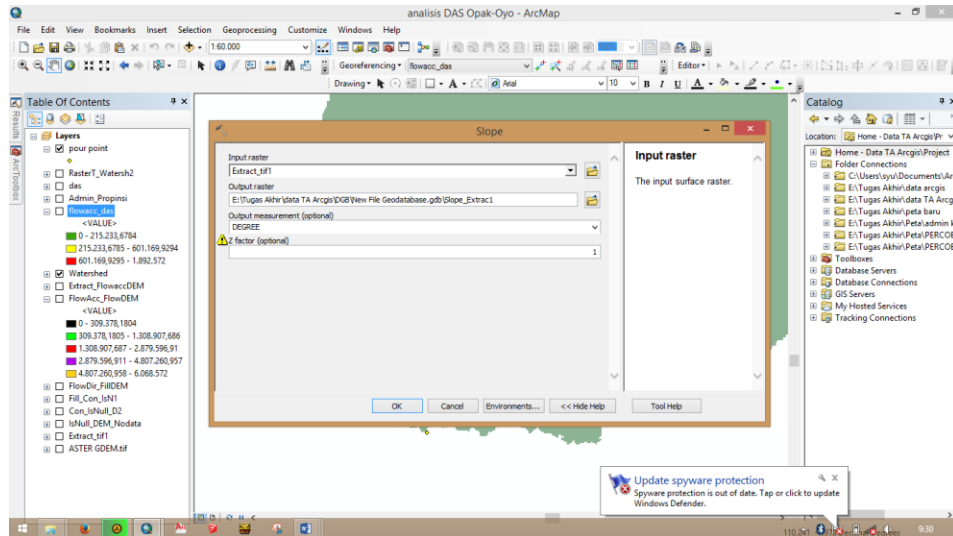 analisis DAS Opak-Oyo - ArcMap
File Edit View Bookmarks Insert Selection Geoprocessing Customize Windows Help
1:60.000
Georeferencing flowacc_das Editor
Drawing A Arial 10 B I U A
Table Of Contents
Results
ArcToolbox
Layers
pour point
RasterT_Watersh2
das
Admin_Propinsi
flowacc_das
<VALUE>
0 - 215.233,6784
215.233,6785 - 601.169,9294
601.169,9295 - 1.892.572
Watershed
Extract_FlowaccDEM
FlowAcc_FlowDEM
<VALUE>
0 - 309.378,1804
309.378,1805 - 1.308.907,686
1.308.907,687 - 2.879.596,91
2.879.596,911 - 4.807.260,957
4.807.260,958 - 6.068.572
FlowDir_FillDEM
Fill_Con_IsN1
Con_IsNull_D2
IsNull_DEM_Nodata
Extract_tif1
ASTER GDEM.tif
Slope
Input raster
Extract_tif1
Output raster
E:\Tugas Akhir\data TA Arcgis\DGB\New File Geodatabase.gdb\Slope_Extrac1
Output measurement (optional)
DEGREE
Z factor (optional)
1
OK Cancel Environments... << Hide Help Tool Help
Input raster
The input surface raster.
Catalog
Location: Home - Data TA Arcgis\Pr
Home - Data TA Arcgis\Project
Folder Connections
C:\Users\syu\Documents\Ar
E:\Tugas Akhir\data arcgis
E:\Tugas Akhir\data TA Arcg
E:\Tugas Akhir\peta baru
E:\Tugas Akhir\Peta\admin k
E:\Tugas Akhir\Peta\PERCOE
E:\Tugas Akhir\Peta\PERCOE
Toolboxes
Database Servers
Database Connections
GIS Servers
My Hosted Services
Tracking Connections
Update spyware protection
Spyware protection is out of date. Tap or click to update
Windows Defender.
9:30